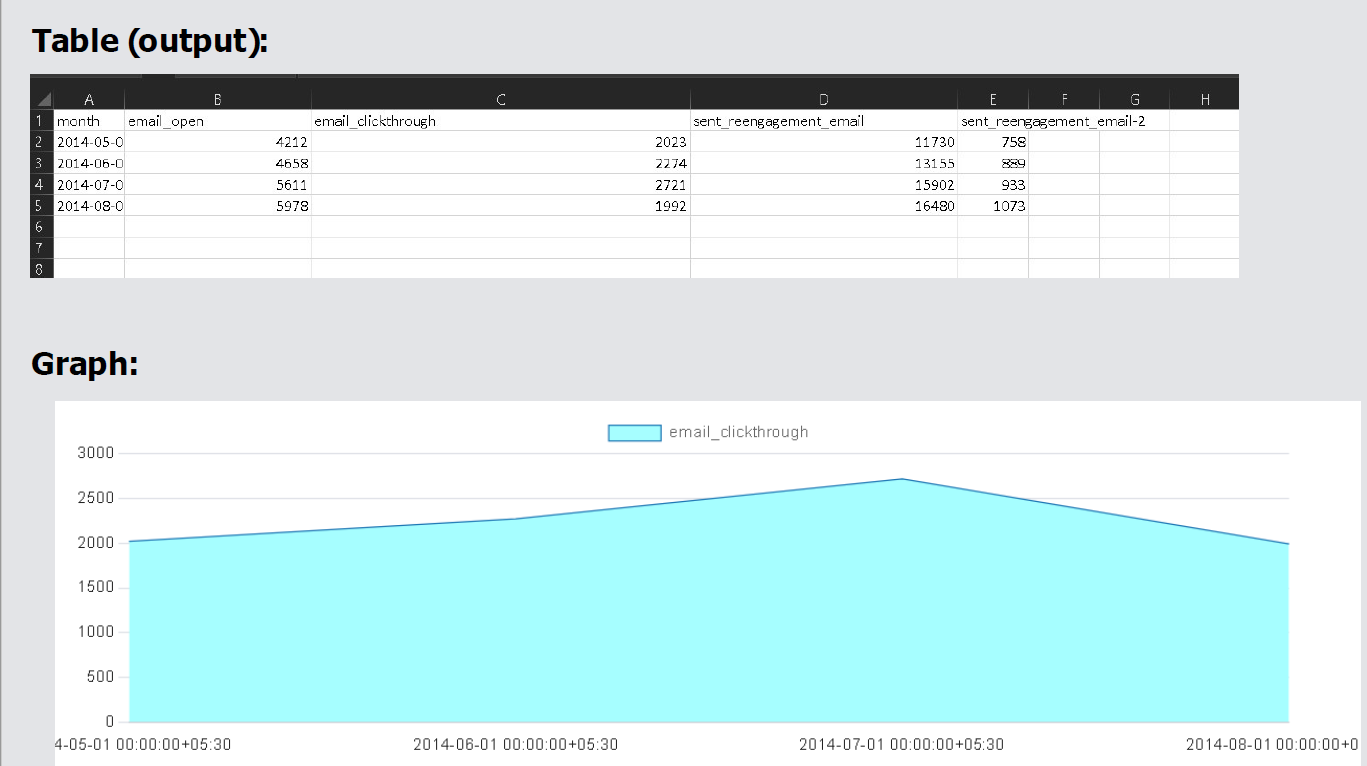 Table (output):
A B C D E F G H
1 month email_open email_clickthrough sent_reengagement_email sent_reengagement_email-2
2 2014-05-0 4212 2023 11730 758
3 2014-06-0 4658 2274 13155 889
4 2014-07-0 5611 2721 15902 933
5 2014-08-0 5978 1992 16480 1073
6
7
8
Graph:
email_clickthrough
3000
2500
2000
1500
1000
500
0
4-05-01 00:00:00+05:30 2014-06-01 00:00:00+05:30 2014-07-01 00:00:00+05:30 2014-08-01 00:00:00+0